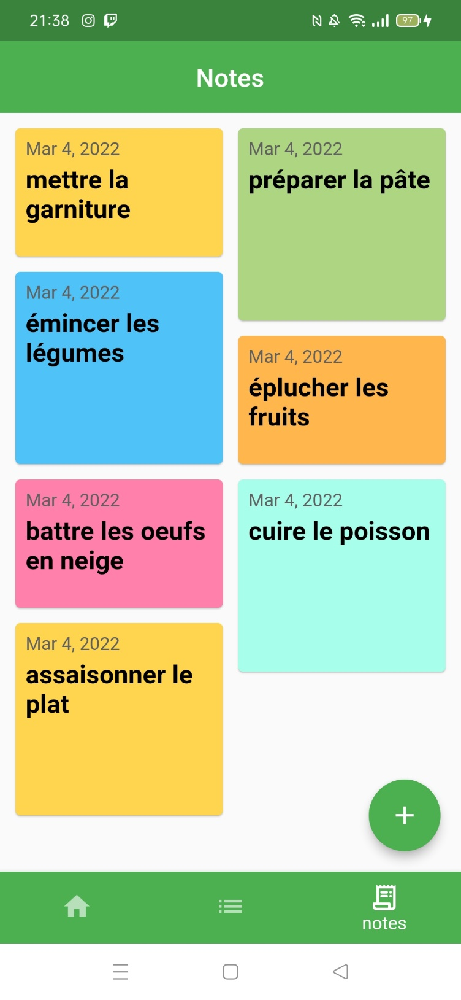 21:38
97
Notes
Mar 4, 2022
mettre la
garniture
Mar 4, 2022
préparer la pâte
Mar 4, 2022
émincer les
légumes
Mar 4, 2022
éplucher les
fruits
Mar 4, 2022
battre les oeufs
en neige
Mar 4, 2022
cuire le poisson
Mar 4, 2022
assaisonner le
plat
notes